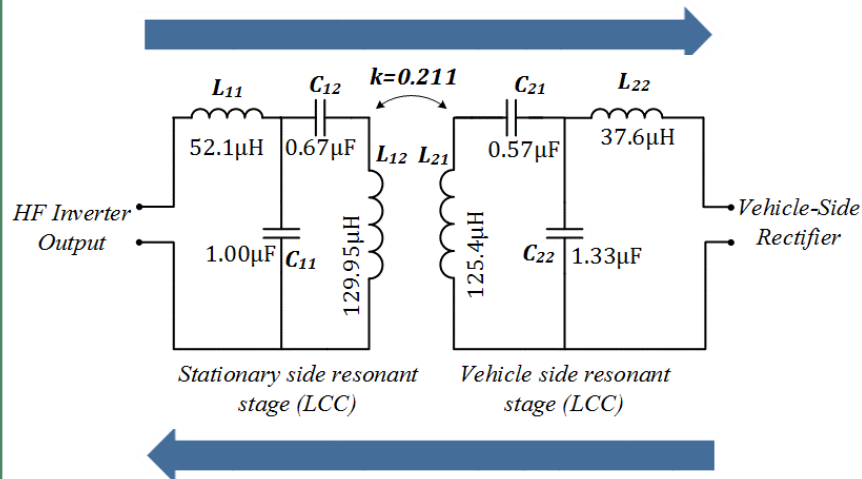 L₁₁
C₁₂
k=0.211
C₂₁
L₂₂
52.1μH
0.67μF
L₁₂
L₂₁
0.57μF
37.6μH
HF Inverter
Output
1.00μF
C₁₁
129.95μH
125.4μH
C₂₂
1.33μF
Vehicle-Side
Rectifier
Stationary side resonant
stage (LCC)
Vehicle side resonant
stage (LCC)